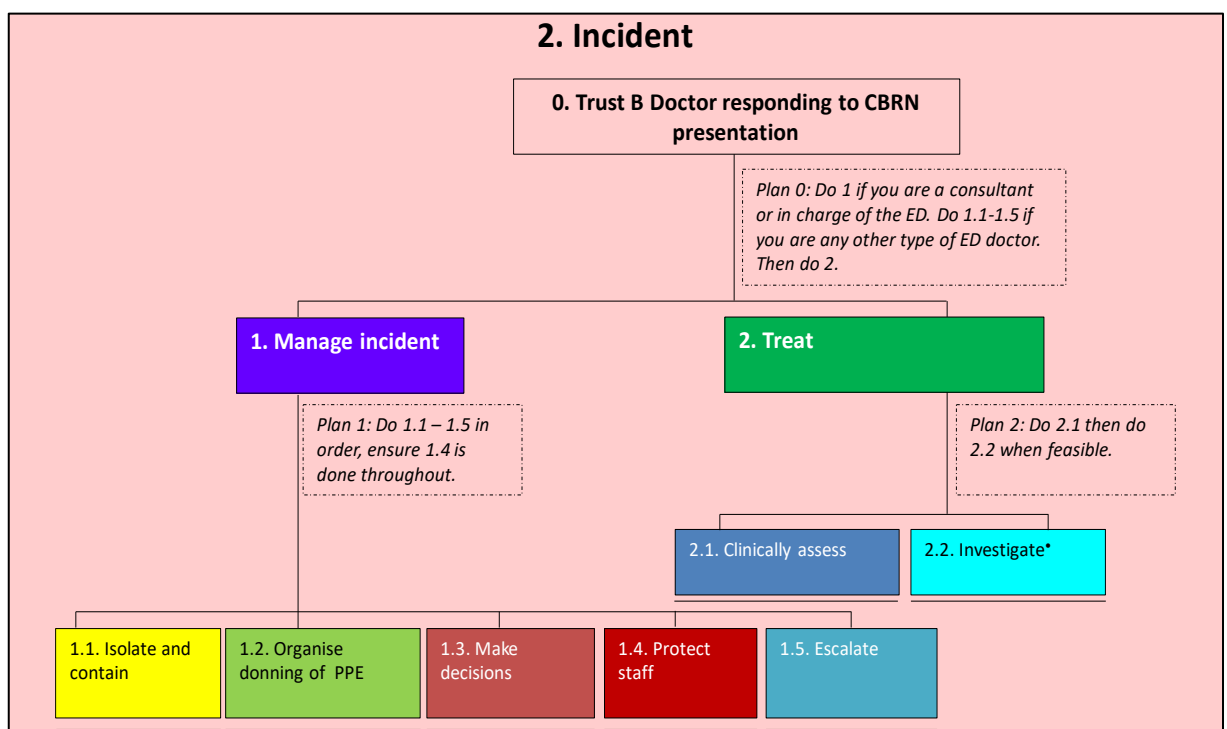 2. Incident
0. Trust B Doctor responding to CBRN
presentation
Plan 0: Do 1 if you are a consultant
or in charge of the ED. Do 1.1-1.5 if
you are any other type of ED doctor.
Then do 2.
1. Manage incident
2. Treat
Plan 1: Do 1.1 – 1.5 in
order, ensure 1.4 is
done throughout.
Plan 2: Do 2.1 then do
2.2 when feasible.
2.1. Clinically assess
2.2. Investigate•
1.1. Isolate and
contain
1.2. Organise
donning of PPE
1.3. Make
decisions
1.4. Protect
staff
1.5. Escalate